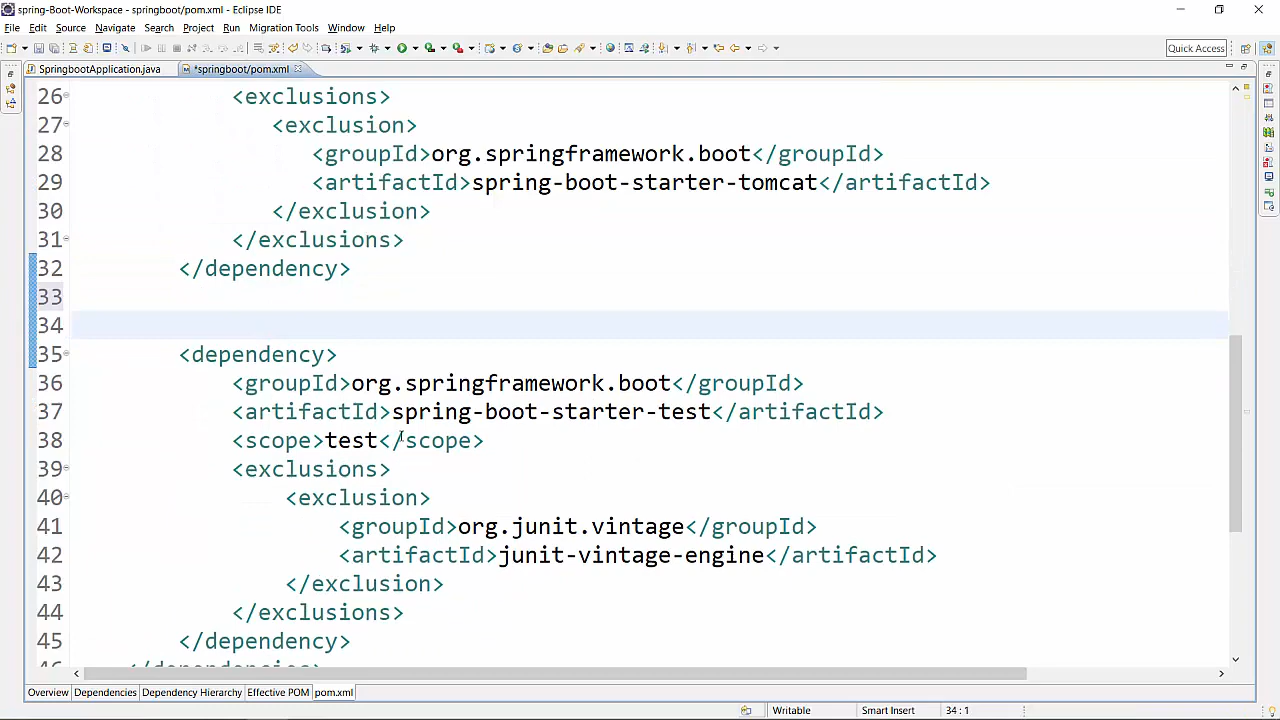 spring-Boot-Workspace - springboot/pom.xml - Eclipse IDE
File Edit Source Navigate Search Project Run Migration Tools Window Help
Quick Access
SpringbootApplication.java *springboot/pom.xml
26 <exclusions>
27 <exclusion>
28 <groupId>org.springframework.boot</groupId>
29 <artifactId>spring-boot-starter-tomcat</artifactId>
30 </exclusion>
31 </exclusions>
32 </dependency>
33
34
35 <dependency>
36 <groupId>org.springframework.boot</groupId>
37 <artifactId>spring-boot-starter-test</artifactId>
38 <scope>test</scope>
39 <exclusions>
40 <exclusion>
41 <groupId>org.junit.vintage</groupId>
42 <artifactId>junit-vintage-engine</artifactId>
43 </exclusion>
44 </exclusions>
45 </dependency>
46 </dependencies>
Overview Dependencies Dependency Hierarchy Effective POM pom.xml
Writable Smart Insert 34 : 1